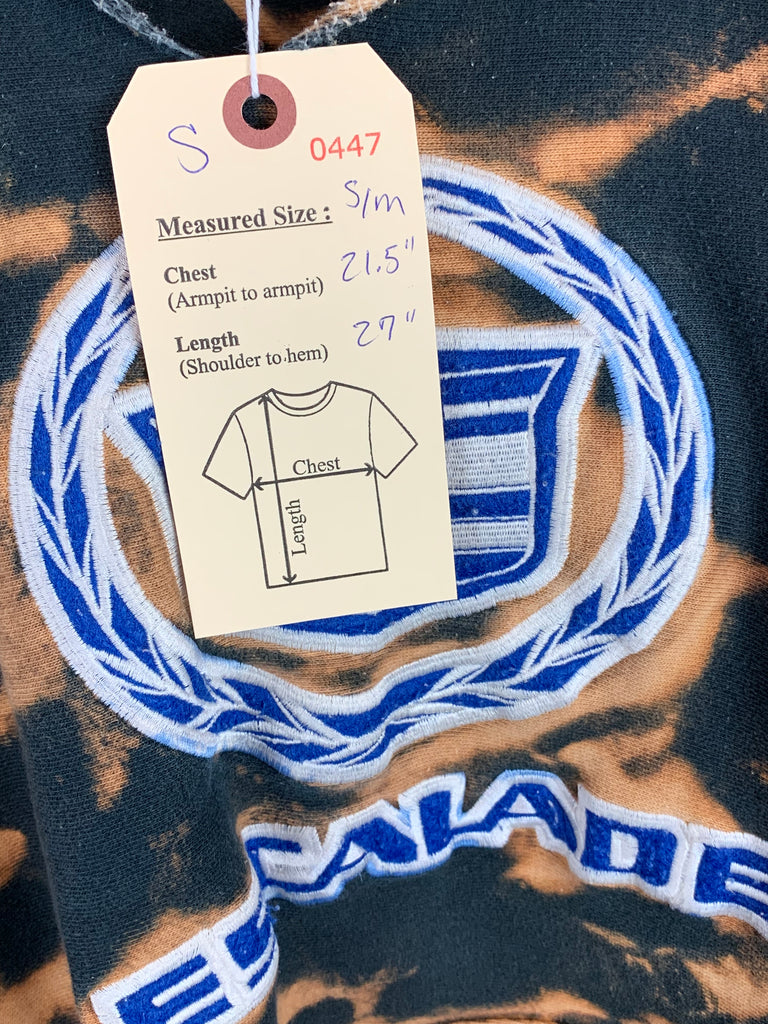 S 0447
Measured Size : S/m
Chest 21.5"
(Armpit to armpit)
Length 27"
(Shoulder to hem)
Chest
Length
ESCALADE